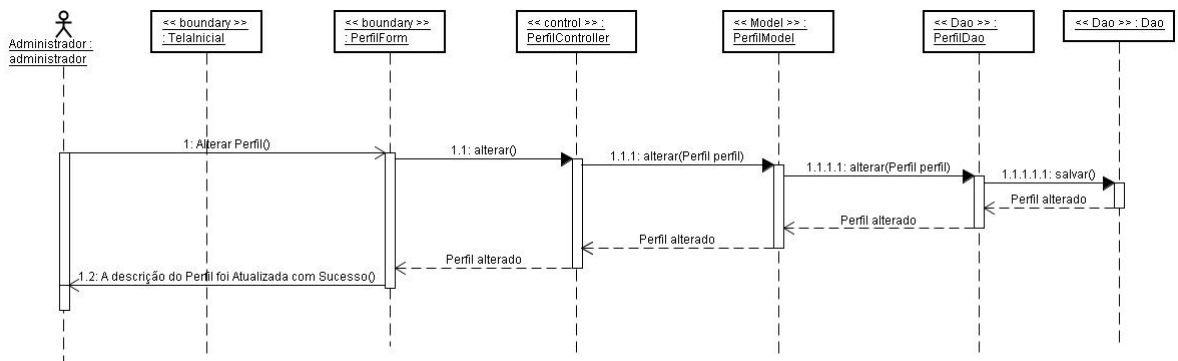 Administrador :
administrador
<< boundary >>
: TelaInicial
<< boundary >>
: PerfilForm
<< control >> :
PerfilController
<< Model >> :
PerfilModel
<< Dao >> :
PerfilDao
<< Dao >> : Dao
1: Alterar Perfil()
1.1: alterar()
1.1.1: alterar(Perfil perfil)
1.1.1.1: alterar(Perfil perfil)
1.1.1.1.1: salvar()
Perfil alterado
Perfil alterado
Perfil alterado
Perfil alterado
1.2: A descrição do Perfil foi Atualizada com Sucesso()